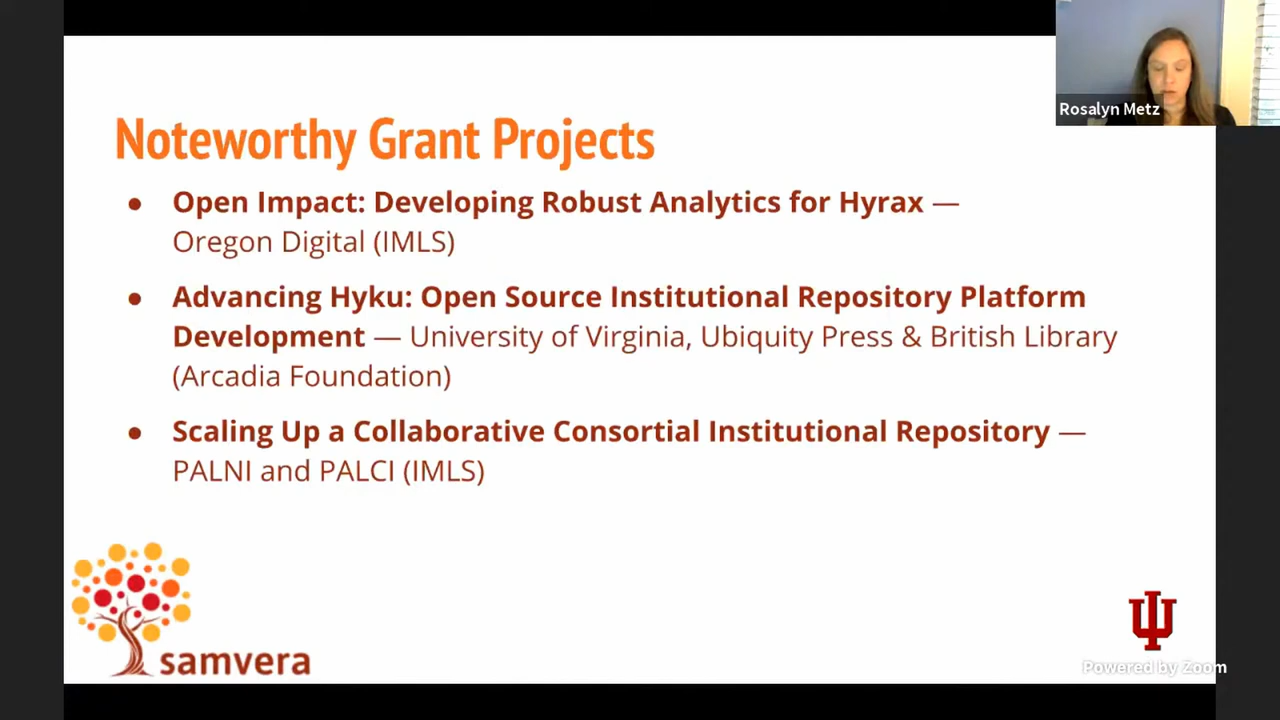 Rosalyn Metz
Noteworthy Grant Projects
● Open Impact: Developing Robust Analytics for Hyrax —
Oregon Digital (IMLS)
● Advancing Hyku: Open Source Institutional Repository Platform
Development — University of Virginia, Ubiquity Press & British Library
(Arcadia Foundation)
● Scaling Up a Collaborative Consortial Institutional Repository —
PALNI and PALCI (IMLS)
samvera
Powered by Zoom